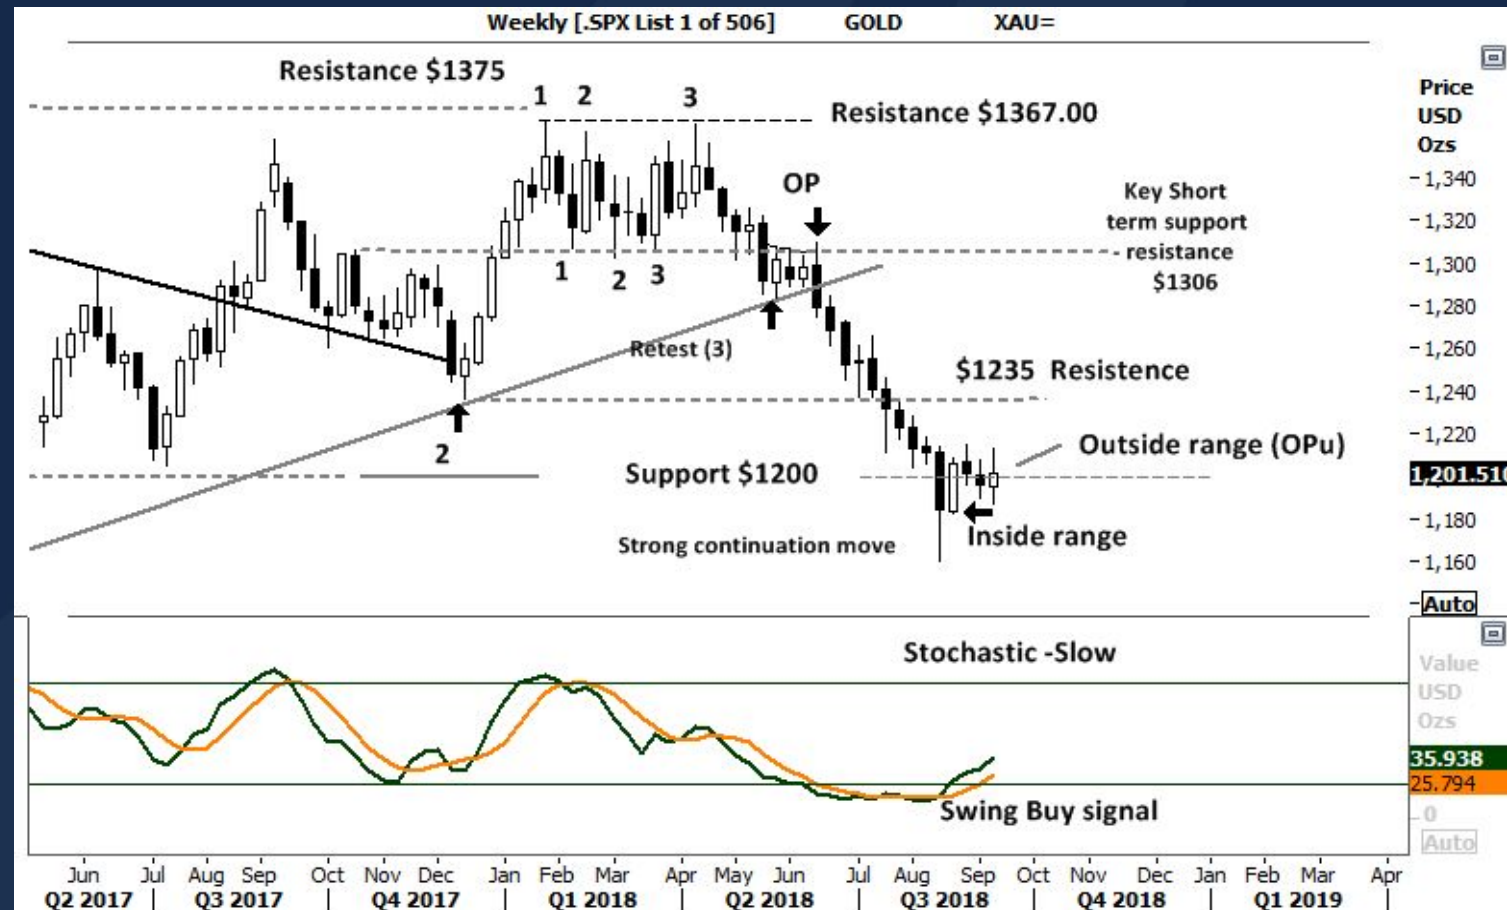 Weekly [.SPX List 1 of 506] GOLD XAU=
Resistance $1375
1 2 3
Resistance $1367.00
OP
Key Short
term support
resistance
$1306
1 2 3
Retest (3)
$1235 Resistence
2
Outside range (OPu)
Support $1200
Inside range
Strong continuation move
Price
USD
Ozs
1,340
1,320
1,300
1,280
1,260
1,240
1,220
1,201.510
1,180
1,160
Auto
Stochastic -Slow
Swing Buy signal
Value
USD
Ozs
35.938
25.794
0
Auto
Jun Jul Aug Sep Oct Nov Dec Jan Feb Mar Apr May Jun Jul Aug Sep Oct Nov Dec Jan Feb Mar Apr
Q2 2017 Q3 2017 Q4 2017 Q1 2018 Q2 2018 Q3 2018 Q4 2018 Q1 2019